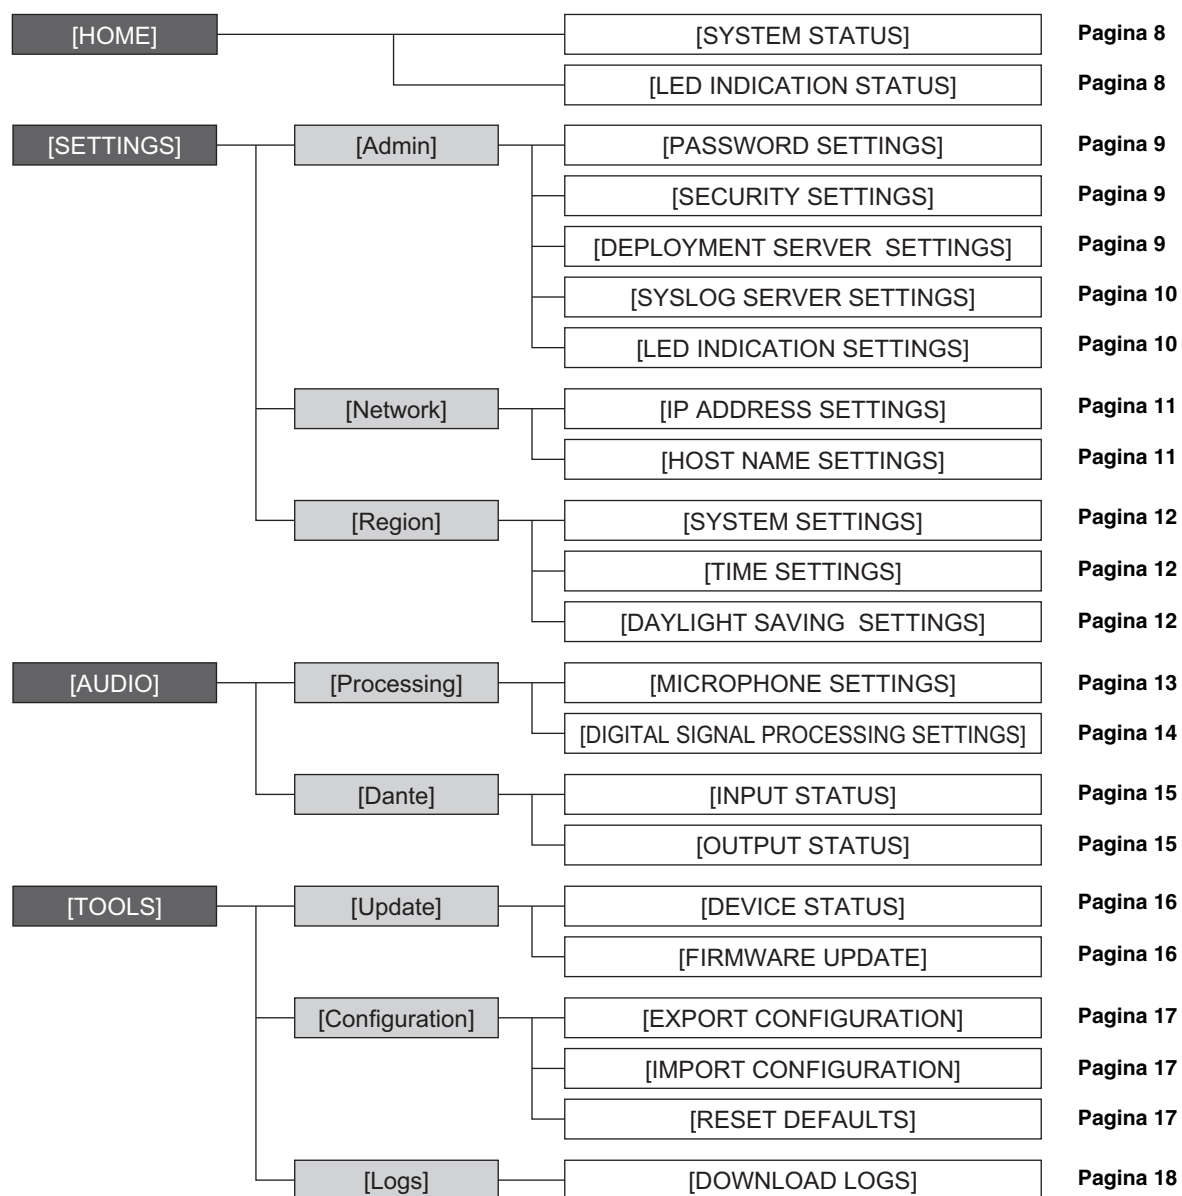 [HOME] [SYSTEM STATUS] Pagina 8
[LED INDICATION STATUS] Pagina 8
[SETTINGS] [Admin] [PASSWORD SETTINGS] Pagina 9
[SECURITY SETTINGS] Pagina 9
[DEPLOYMENT SERVER SETTINGS] Pagina 9
[SYSLOG SERVER SETTINGS] Pagina 10
[LED INDICATION SETTINGS] Pagina 10
[Network] [IP ADDRESS SETTINGS] Pagina 11
[HOST NAME SETTINGS] Pagina 11
[Region] [SYSTEM SETTINGS] Pagina 12
[TIME SETTINGS] Pagina 12
[DAYLIGHT SAVING SETTINGS] Pagina 12
[AUDIO] [Processing] [MICROPHONE SETTINGS] Pagina 13
[DIGITAL SIGNAL PROCESSING SETTINGS] Pagina 14
[Dante] [INPUT STATUS] Pagina 15
[OUTPUT STATUS] Pagina 15
[TOOLS] [Update] [DEVICE STATUS] Pagina 16
[FIRMWARE UPDATE] Pagina 16
[Configuration] [EXPORT CONFIGURATION] Pagina 17
[IMPORT CONFIGURATION] Pagina 17
[RESET DEFAULTS] Pagina 17
[Logs] [DOWNLOAD LOGS] Pagina 18